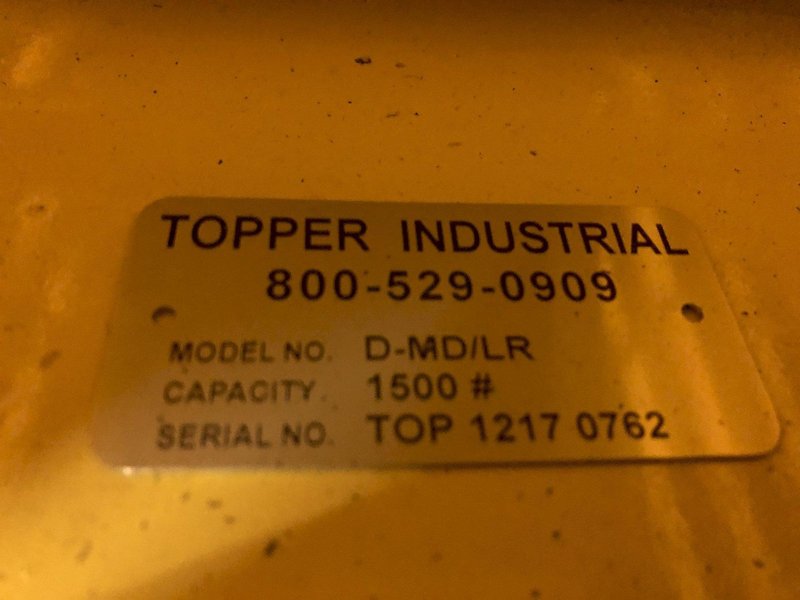 TOPPER INDUSTRIAL
800-529-0909
MODEL NO. D-MD/LR
CAPACITY. 1500 #
SERIAL NO. TOP 1217 0762